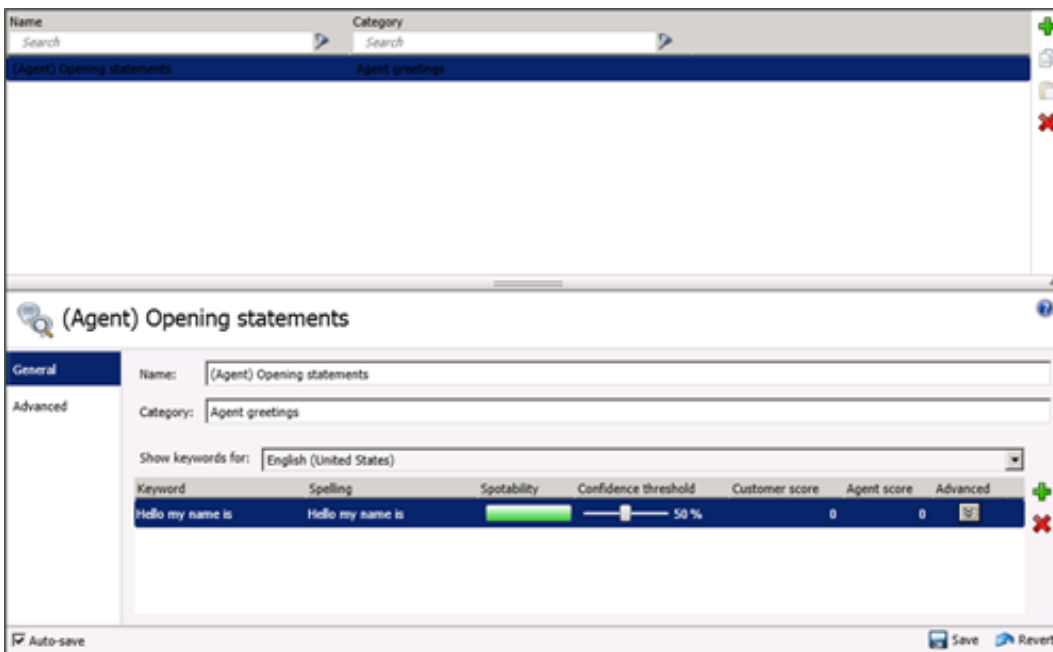 Name Category
Search Search
(Agent) Opening statements Agent greetings
(Agent) Opening statements
General
Name: (Agent) Opening statements
Advanced
Category: Agent greetings
Show keywords for: English (United States)
Keyword Spelling Spotability Confidence threshold Customer score Agent score Advanced
Hello my name is Hello my name is 50 % 0 0
Auto-save Save Revert